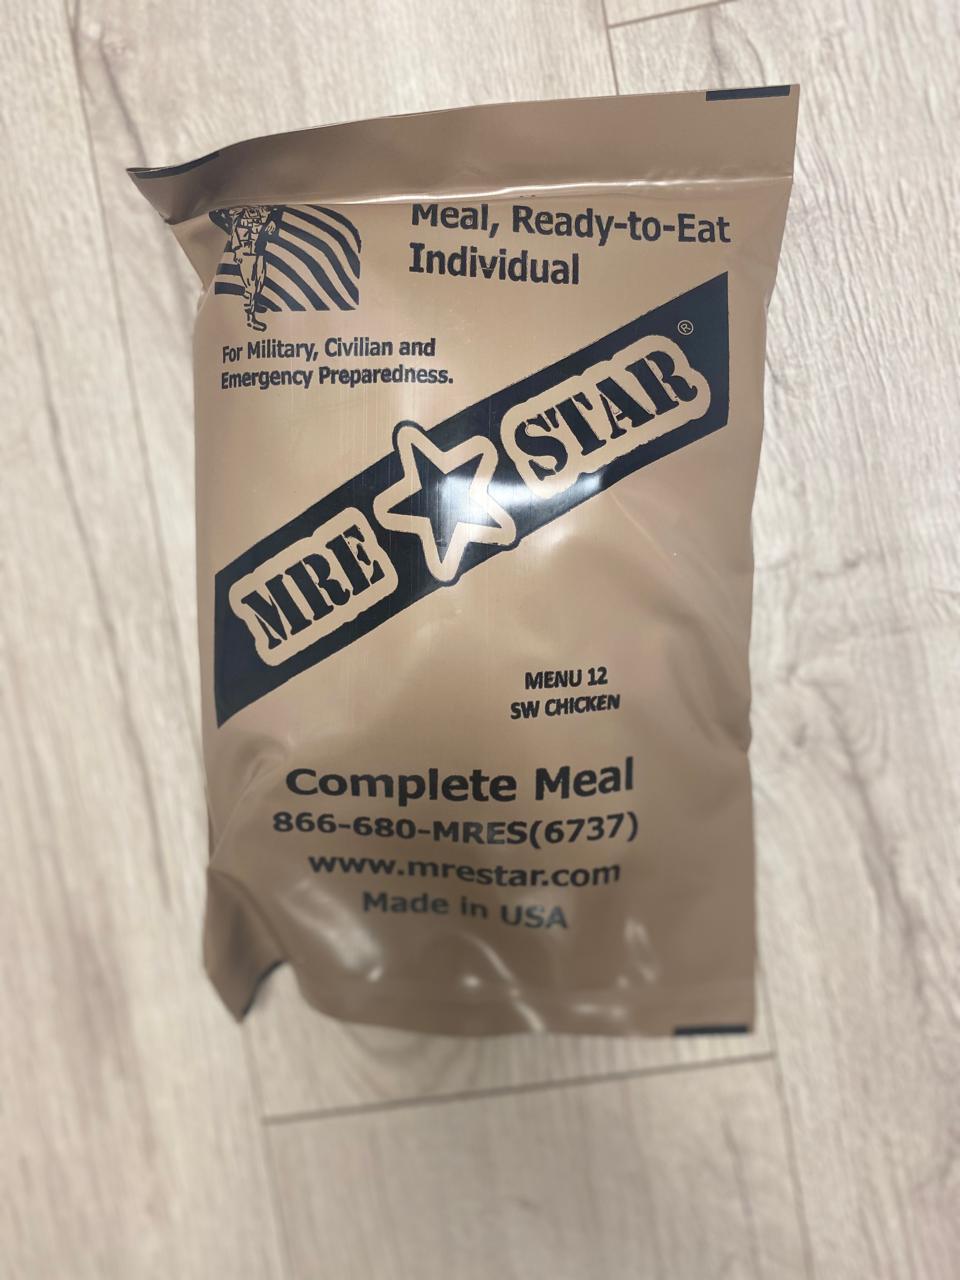 Meal, Ready-to-Eat
Individual
For Military, Civilian and
Emergency Preparedness.
MRE STAR ®
MENU 12
SW CHICKEN
Complete Meal
866-680-MRES(6737)
www.mrestar.com
Made in USA